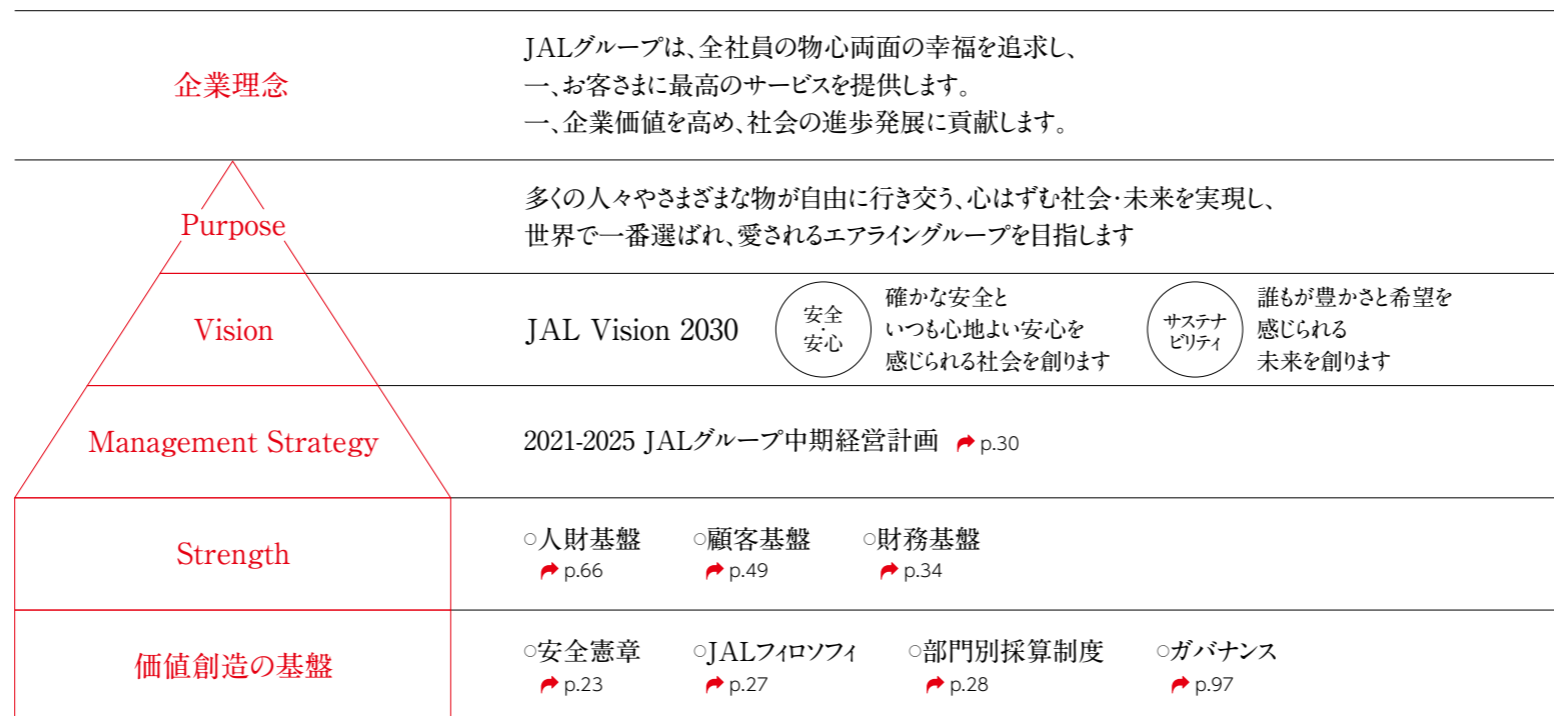 企業理念
JALグループは、全社員の物心両面の幸福を追求し、
一、お客さまに最高のサービスを提供します。
一、企業価値を高め、社会の進歩発展に貢献します。
Purpose
多くの人々やさまざまな物が自由に行き交う、心はずむ社会・未来を実現し、
世界で一番選ばれ、愛されるエアライングループを目指します
Vision
JAL Vision 2030
安全
・
安心
確かな安全と
いつも心地よい安心を
感じられる社会を創ります
サステナ
ビリティ
誰もが豊かさと希望を
感じられる
未来を創ります
Management Strategy
2021-2025 JALグループ中期経営計画 p.30
Strength
○人財基盤 ○顧客基盤 ○財務基盤
p.66 p.49 p.34
価値創造の基盤
○安全憲章 ○JALフィロソフィ ○部門別採算制度 ○ガバナンス
p.23 p.27 p.28 p.97